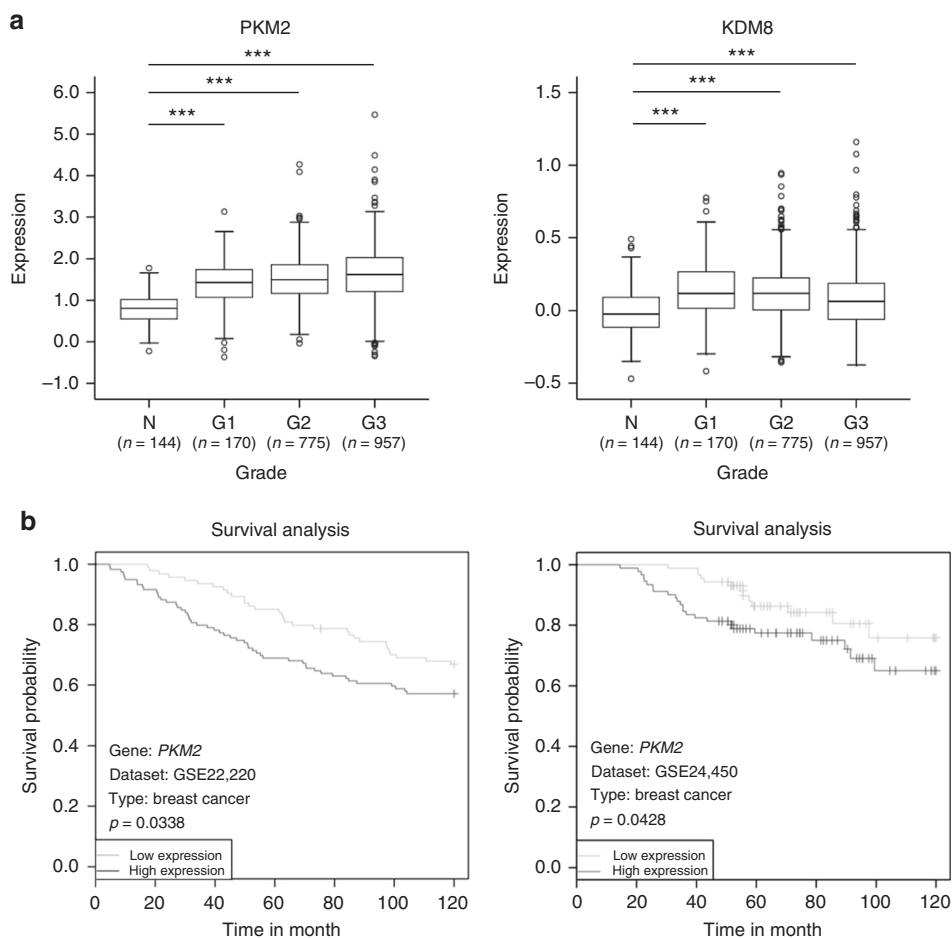 a
PKM2
***
***
***
6.0
5.0
4.0
3.0
2.0
1.0
0.0
–1.0
Expression
N
G1
G2
G3
(n = 144)
(n = 170)
(n = 775)
(n = 957)
Grade
KDM8
***
***
***
1.5
1.0
0.5
0.0
–0.5
Expression
N
G1
G2
G3
(n = 144)
(n = 170)
(n = 775)
(n = 957)
Grade
b
Survival analysis
1.0
0.8
0.6
0.4
0.2
0.0
Survival probability
Gene: PKM2
Dataset: GSE22,220
Type: breast cancer
p = 0.0338
Low expression
High expression
0 20 40 60 80 100 120
Time in month
Survival analysis
1.0
0.8
0.6
0.4
0.2
0.0
Survival probability
Gene: PKM2
Dataset: GSE24,450
Type: breast cancer
p = 0.0428
Low expression
High expression
0 20 40 60 80 100 120
Time in month